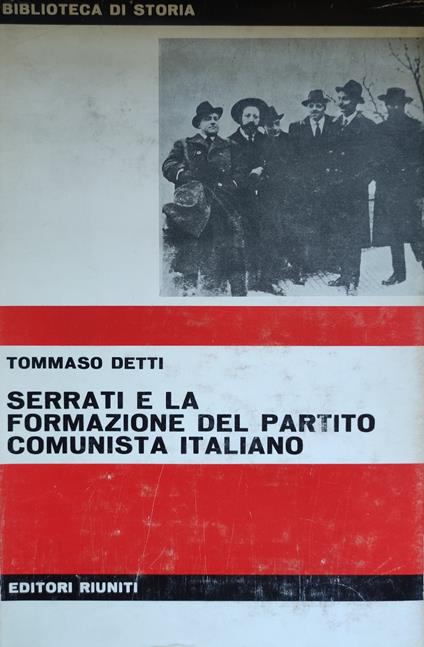 BIBLIOTECA DI STORIA
TOMMASO DETTI
SERRATI E LA
FORMAZIONE DEL PARTITO
COMUNISTA ITALIANO
EDITORI RIUNITI